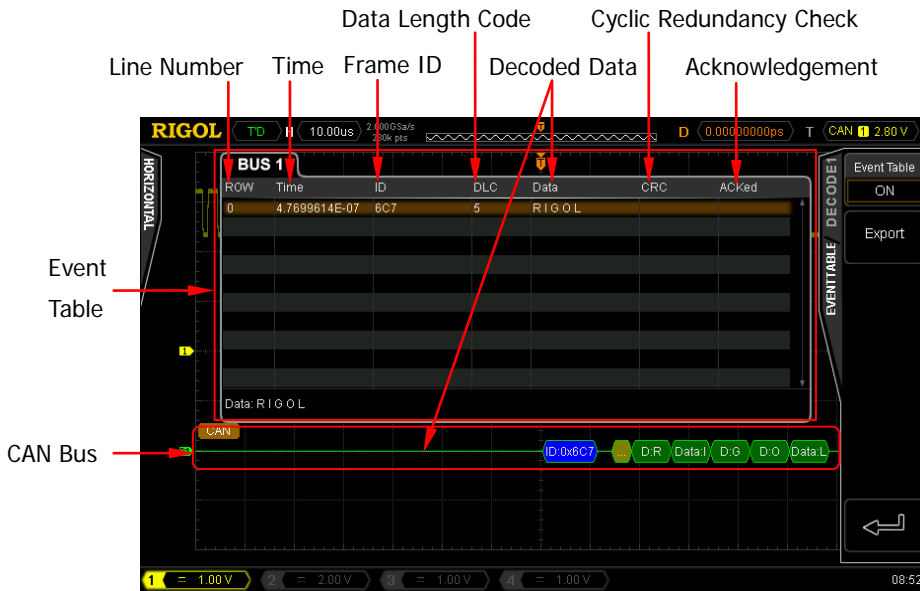 Data Length Code
Cyclic Redundancy Check
Line Number
Time
Frame ID
Decoded Data
Acknowledgement
RIGOL
T'D
H
10.00us
2.000GSa/s
280k pts
D
0.00000000ps
T
CAN 1 2.80 V
HORIZONTAL
BUS 1
ROW Time ID DLC Data CRC ACKed
0 4.7699614E-07 6C7 5 R I G O L
Data: R I G O L
DECODE1
EVENTTABLE
Event Table
ON
Export
Event
Table
1
CAN
CAN Bus
ID:0x6C7
...
D:R
Data:I
D:G
D:O
Data:L
1 = 1.00 V
2 = 2.00 V
3 = 1.00 V
4 = 1.00 V
08:52